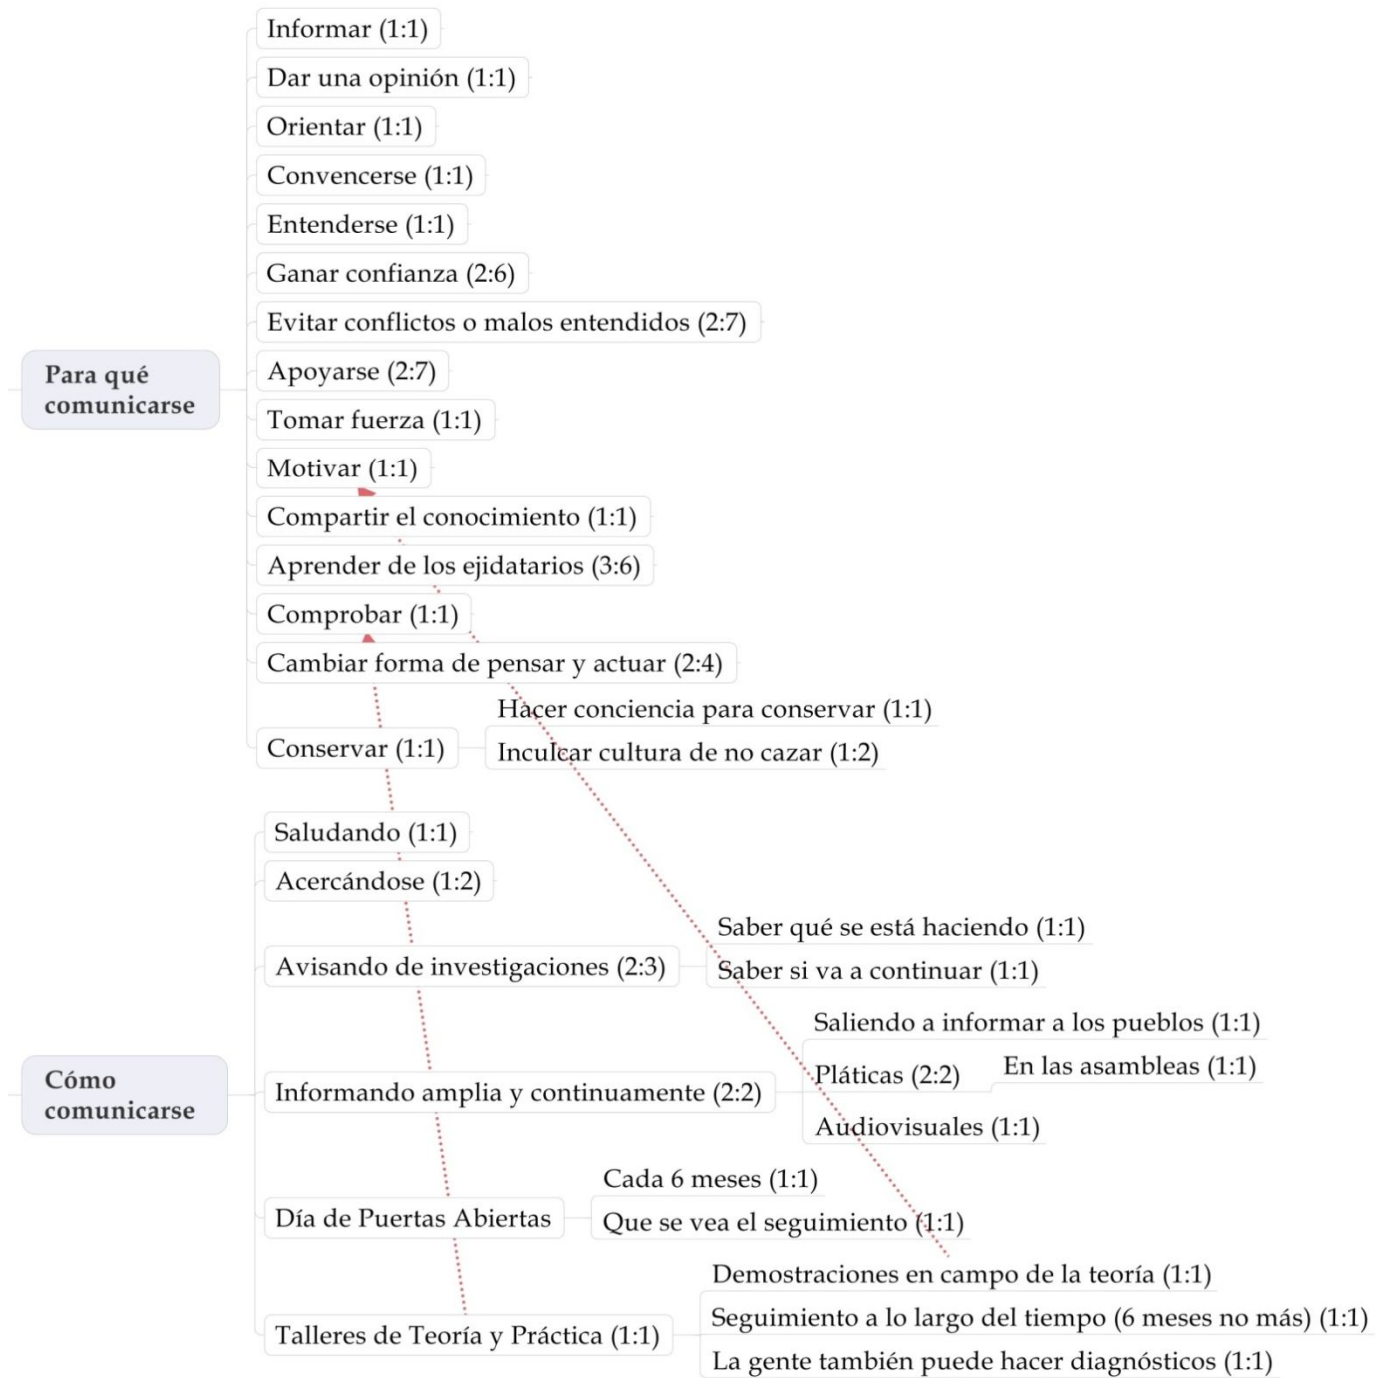 Informar (1:1)
Dar una opinión (1:1)
Orientar (1:1)
Convencerse (1:1)
Entenderse (1:1)
Ganar confianza (2:6)
Evitar conflictos o malos entendidos (2:7)
Para qué
comunicarse
Apoyarse (2:7)
Tomar fuerza (1:1)
Motivar (1:1)
Compartir el conocimiento (1:1)
Aprender de los ejidatarios (3:6)
Comprobar (1:1)
Cambiar forma de pensar y actuar (2:4)
Conservar (1:1)
Hacer conciencia para conservar (1:1)
Inculcar cultura de no cazar (1:2)
Cómo
comunicarse
Saludando (1:1)
Acercándose (1:2)
Avisando de investigaciones (2:3)
Saber qué se está haciendo (1:1)
Saber si va a continuar (1:1)
Informando amplia y continuamente (2:2)
Saliendo a informar a los pueblos (1:1)
Pláticas (2:2)
En las asambleas (1:1)
Audiovisuales (1:1)
Día de Puertas Abiertas
Cada 6 meses (1:1)
Que se vea el seguimiento (1:1)
Talleres de Teoría y Práctica (1:1)
Demostraciones en campo de la teoría (1:1)
Seguimiento a lo largo del tiempo (6 meses no más) (1:1)
La gente también puede hacer diagnósticos (1:1)